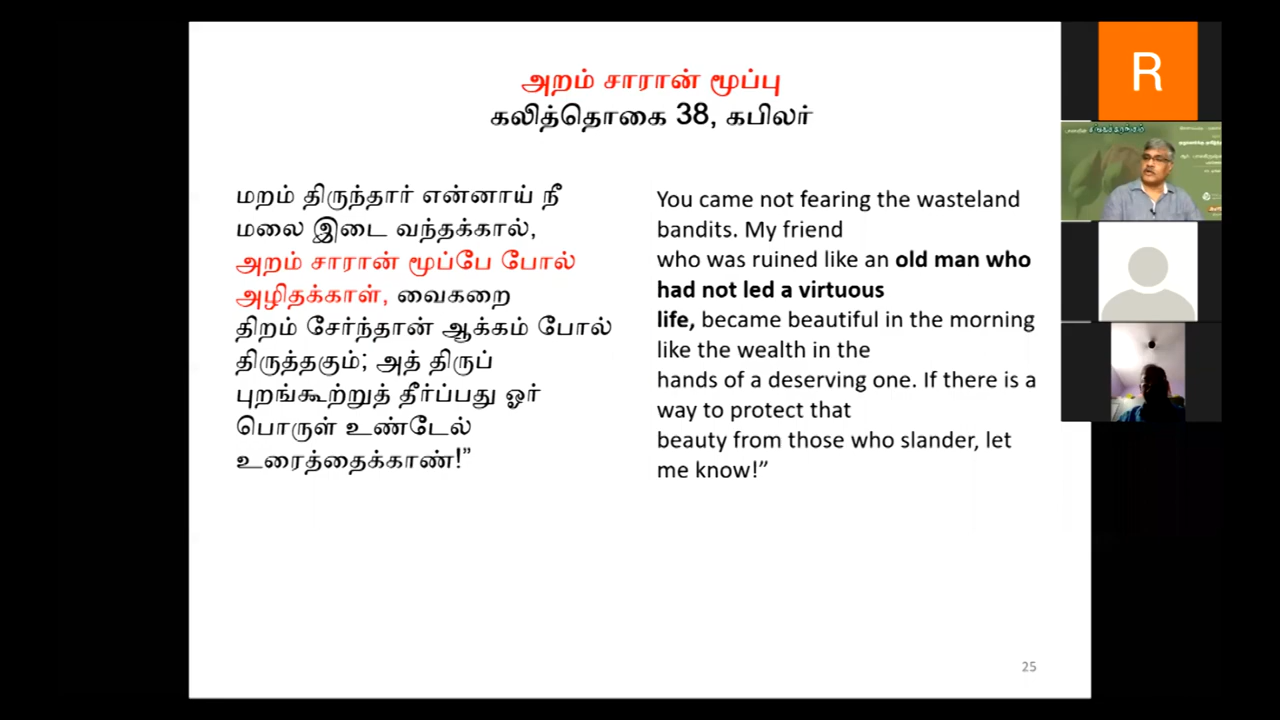 அறம் சாரான் மூப்பு
கலித்தொகை 38, கபிலர்
மறம் திருந்தார் என்னாய் நீ
மலை இடை வந்தக்கால்,
அறம் சாரான் மூப்பே போல்
அழிதக்காள், வைகறை
திறம் சேர்ந்தான் ஆக்கம் போல்
திருத்தகும்; அத் திருப்
புறங்கூற்றுத் தீர்ப்பது ஓர்
பொருள் உண்டேல்
உரைத்தைக்காண்!”
You came not fearing the wasteland
bandits. My friend
who was ruined like an old man who
had not led a virtuous
life, became beautiful in the morning
like the wealth in the
hands of a deserving one. If there is a
way to protect that
beauty from those who slander, let
me know!”
25
R